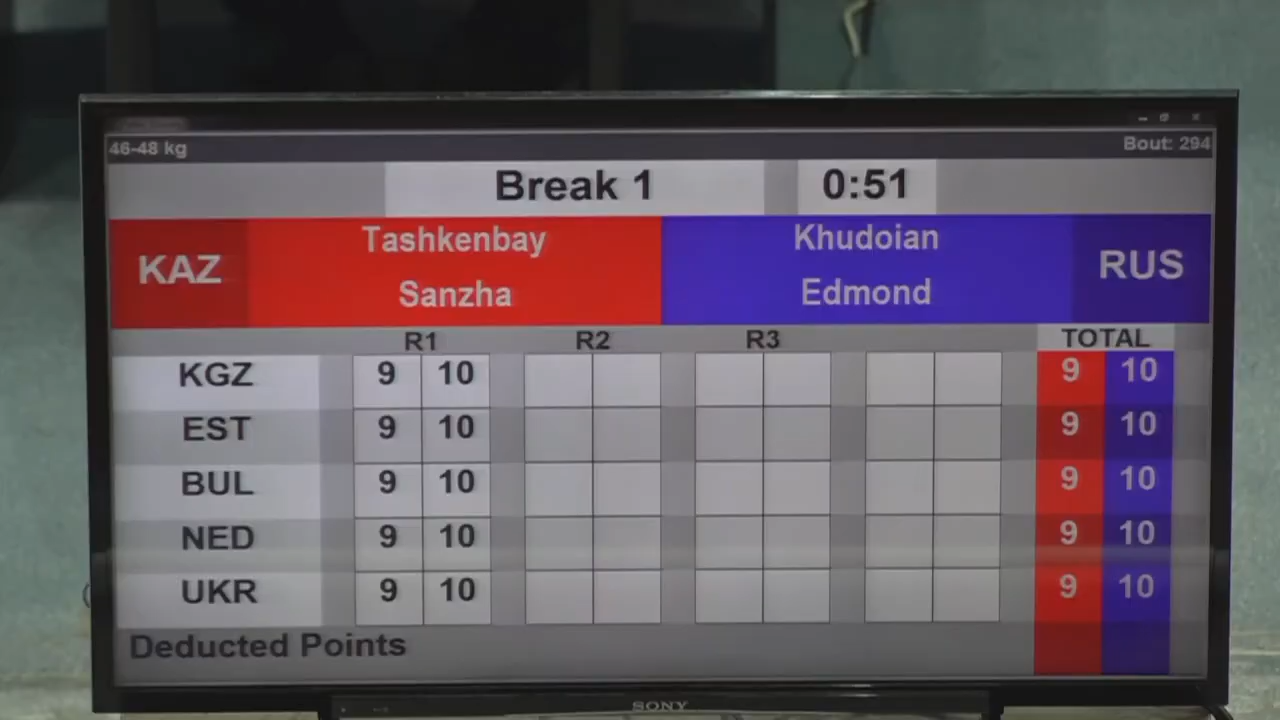 46-48 kg Bout: 294
Break 1 0:51
KAZ Tashkenbay Sanzha Khudoian Edmond RUS
R1 R2 R3 TOTAL
KGZ 9 10 9 10
EST 9 10 9 10
BUL 9 10 9 10
NED 9 10 9 10
UKR 9 10 9 10
Deducted Points
SONY